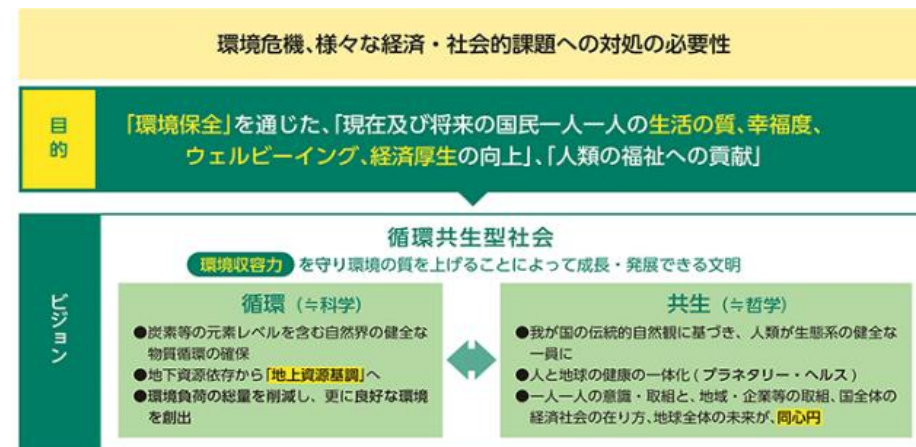 環境危機、様々な経済・社会的課題への対処の必要性
目的
「環境保全」を通じた、「現在及び将来の国民一人一人の生活の質、幸福度、
ウェルビーイング、経済厚生の向上」、「人類の福祉への貢献」
ビジョン
循環共生型社会
環境収容力を守り環境の質を上げることによって成長・発展できる文明
循環（≒科学）
●炭素等の元素レベルを含む自然界の健全な
物質循環の確保
●地下資源依存から「地上資源基調」へ
●環境負荷の総量を削減し、更に良好な環境
を創出
共生（≒哲学）
●我が国の伝統的自然観に基づき、人類が生態系の健全な
一員に
●人と地球の健康の一体化（プラネタリー・ヘルス）
●一人一人の意識・取組と、地域・企業等の取組、国全体の
経済社会の在り方、地球全体の未来が、同心円